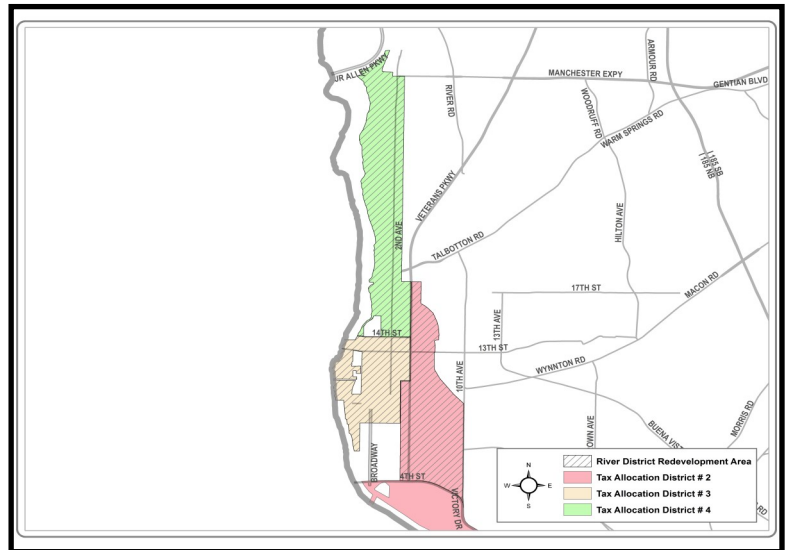 JR ALLEN PKWY
MANCHESTER EXPY
ARMOUR RD
GENTIAN BLVD
RIVER RD
WOODRUFF RD
WARM SPRINGS RD
I 185 SB
I 185 NB
VETERANS PKWY
2ND AVE
TALBOTTON RD
HILTON AVE
17TH ST
MACON RD
13TH AVE
14TH ST
13TH ST
10TH AVE
WYNNTON RD
MORRIS RD
BUENA VIST
OWN AVE
BROADWAY
4TH ST
VICTORY DR
N
W
E
S
River District Redevelopment Area
Tax Allocation District # 2
Tax Allocation District # 3
Tax Allocation District # 4